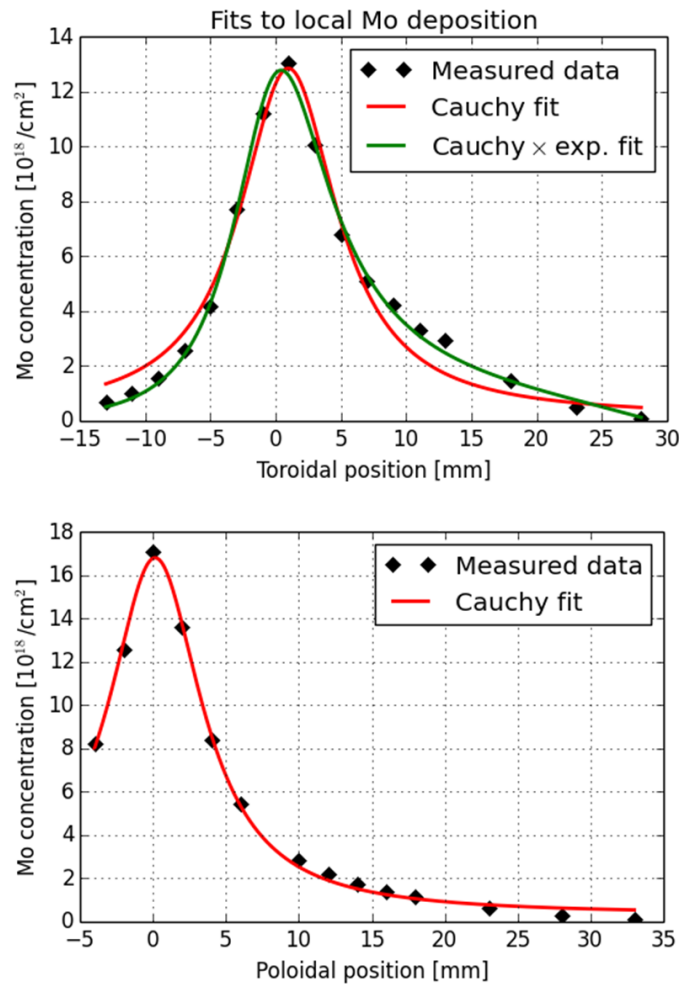 Fits to local Mo deposition
Mo concentration [10¹⁸/cm²]
14
12
10
8
6
4
2
0
Measured data
Cauchy fit
Cauchy × exp. fit
−15 −10 −5 0 5 10 15 20 25 30
Toroidal position [mm]
Mo concentration [10¹⁸/cm²]
18
16
14
12
10
8
6
4
2
0
Measured data
Cauchy fit
−5 0 5 10 15 20 25 30 35
Poloidal position [mm]